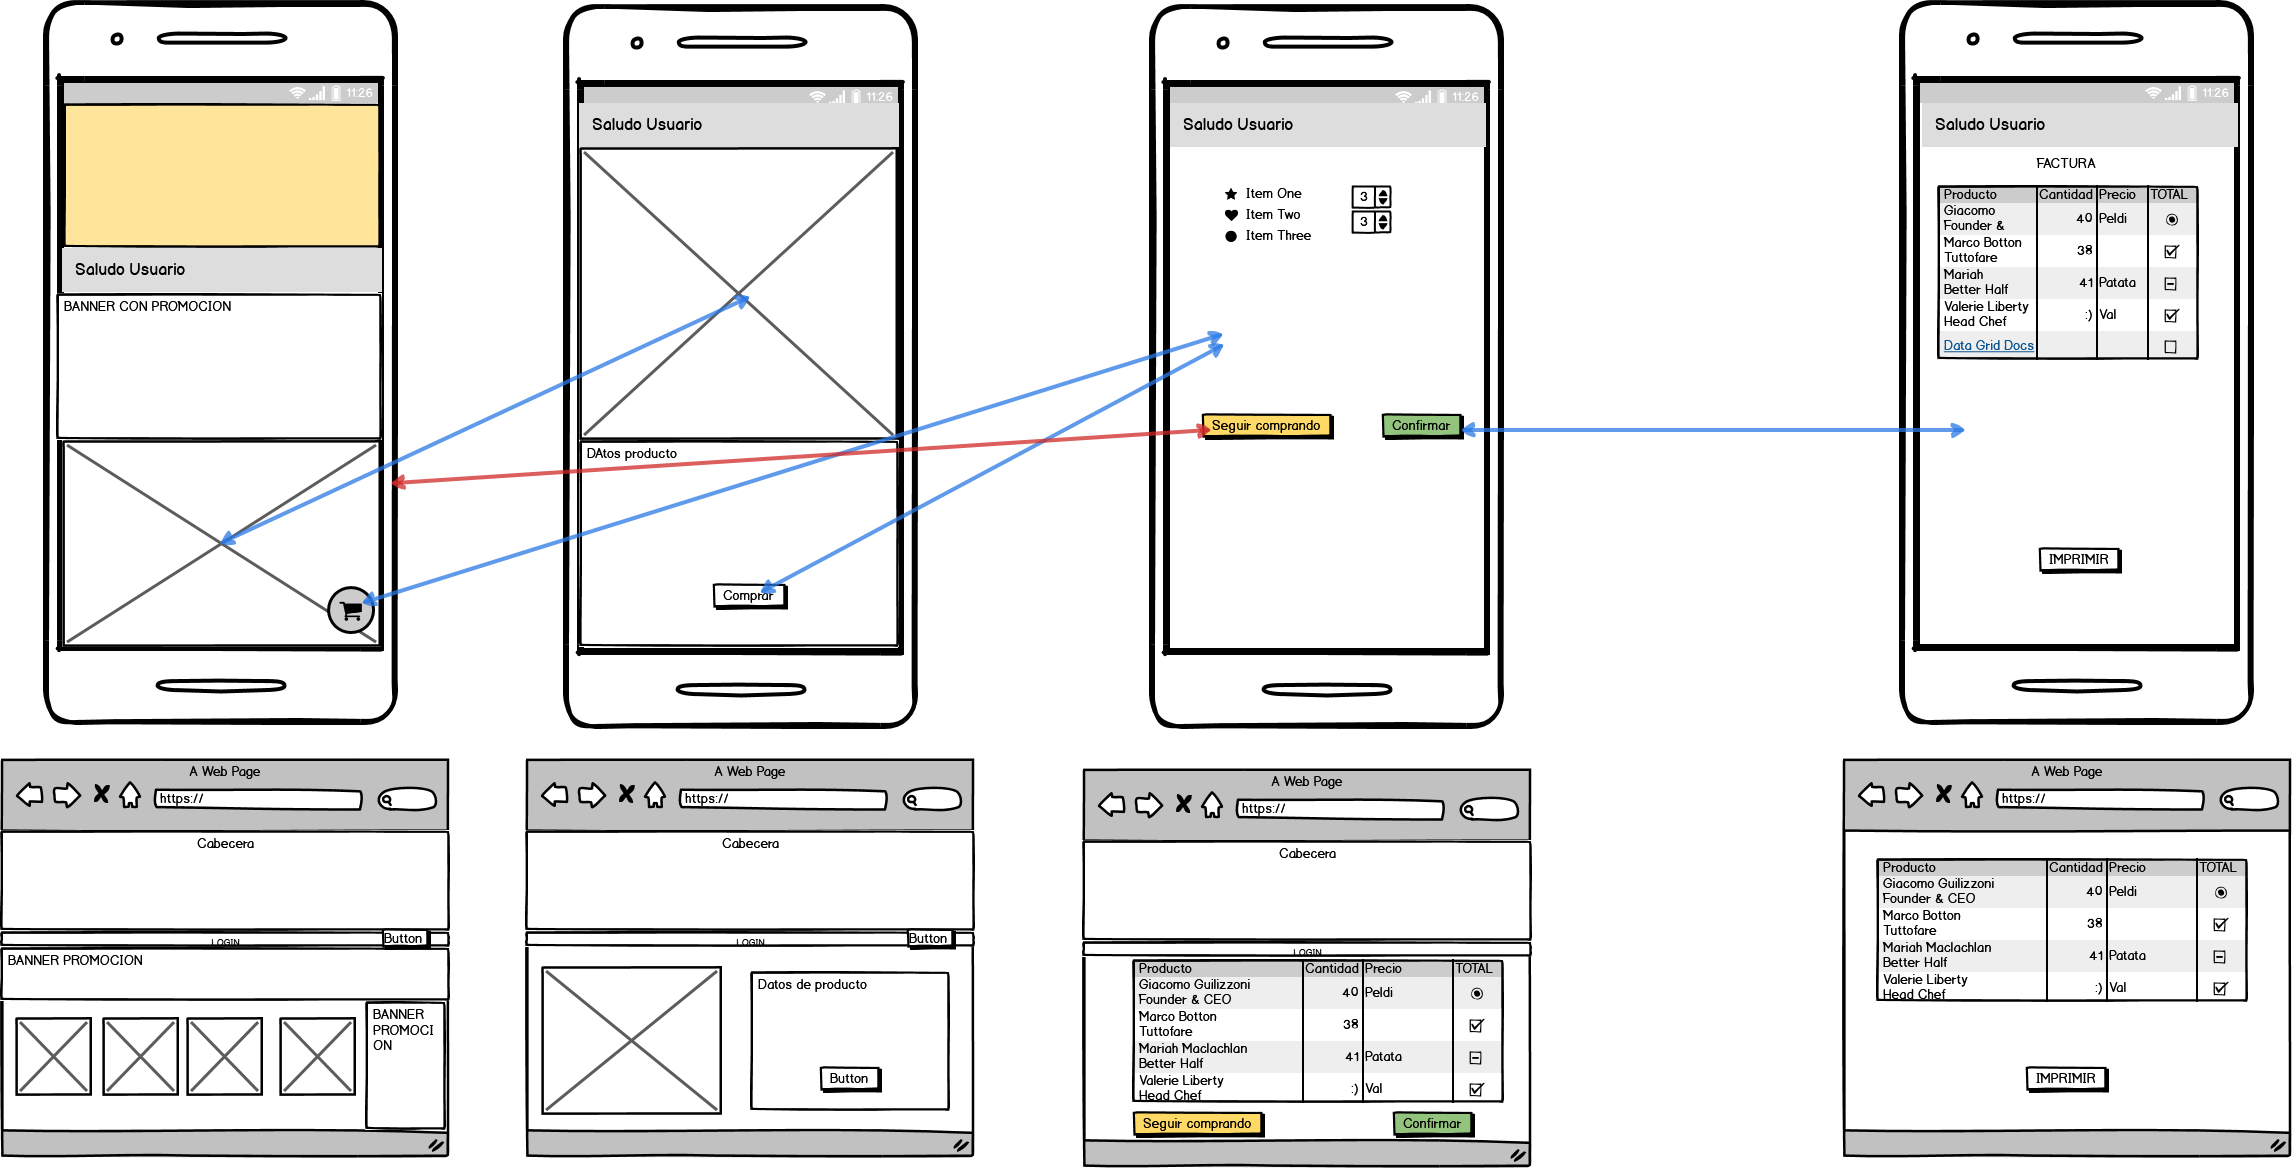 11:26
Saludo Usuario
BANNER CON PROMOCION
11:26
Saludo Usuario
DAtos producto
Comprar
11:26
Saludo Usuario
Item One
3
Item Two
3
Item Three
Seguir comprando
Confirmar
11:26
Saludo Usuario
FACTURA
Producto Cantidad Precio TOTAL
Giacomo
Founder &
40 Peldi
Marco Botton
Tuttofare
38
Mariah
Better Half
41 Patata
Valerie Liberty
Head Chef
:) Val
Data Grid Docs
IMPRIMIR
A Web Page
https://
Cabecera
LOGIN
Button
BANNER PROMOCION
BANNER
PROMOCI
ON
A Web Page
https://
Cabecera
LOGIN
Button
Datos de producto
Button
A Web Page
https://
Cabecera
LOGIN
Producto Cantidad Precio TOTAL
Giacomo Guilizzoni
Founder & CEO
40 Peldi
Marco Botton
Tuttofare
38
Mariah Maclachlan
Better Half
41 Patata
Valerie Liberty
Head Chef
:) Val
Seguir comprando
Confirmar
A Web Page
https://
Producto Cantidad Precio TOTAL
Giacomo Guilizzoni
Founder & CEO
40 Peldi
Marco Botton
Tuttofare
38
Mariah Maclachlan
Better Half
41 Patata
Valerie Liberty
Head Chef
:) Val
IMPRIMIR